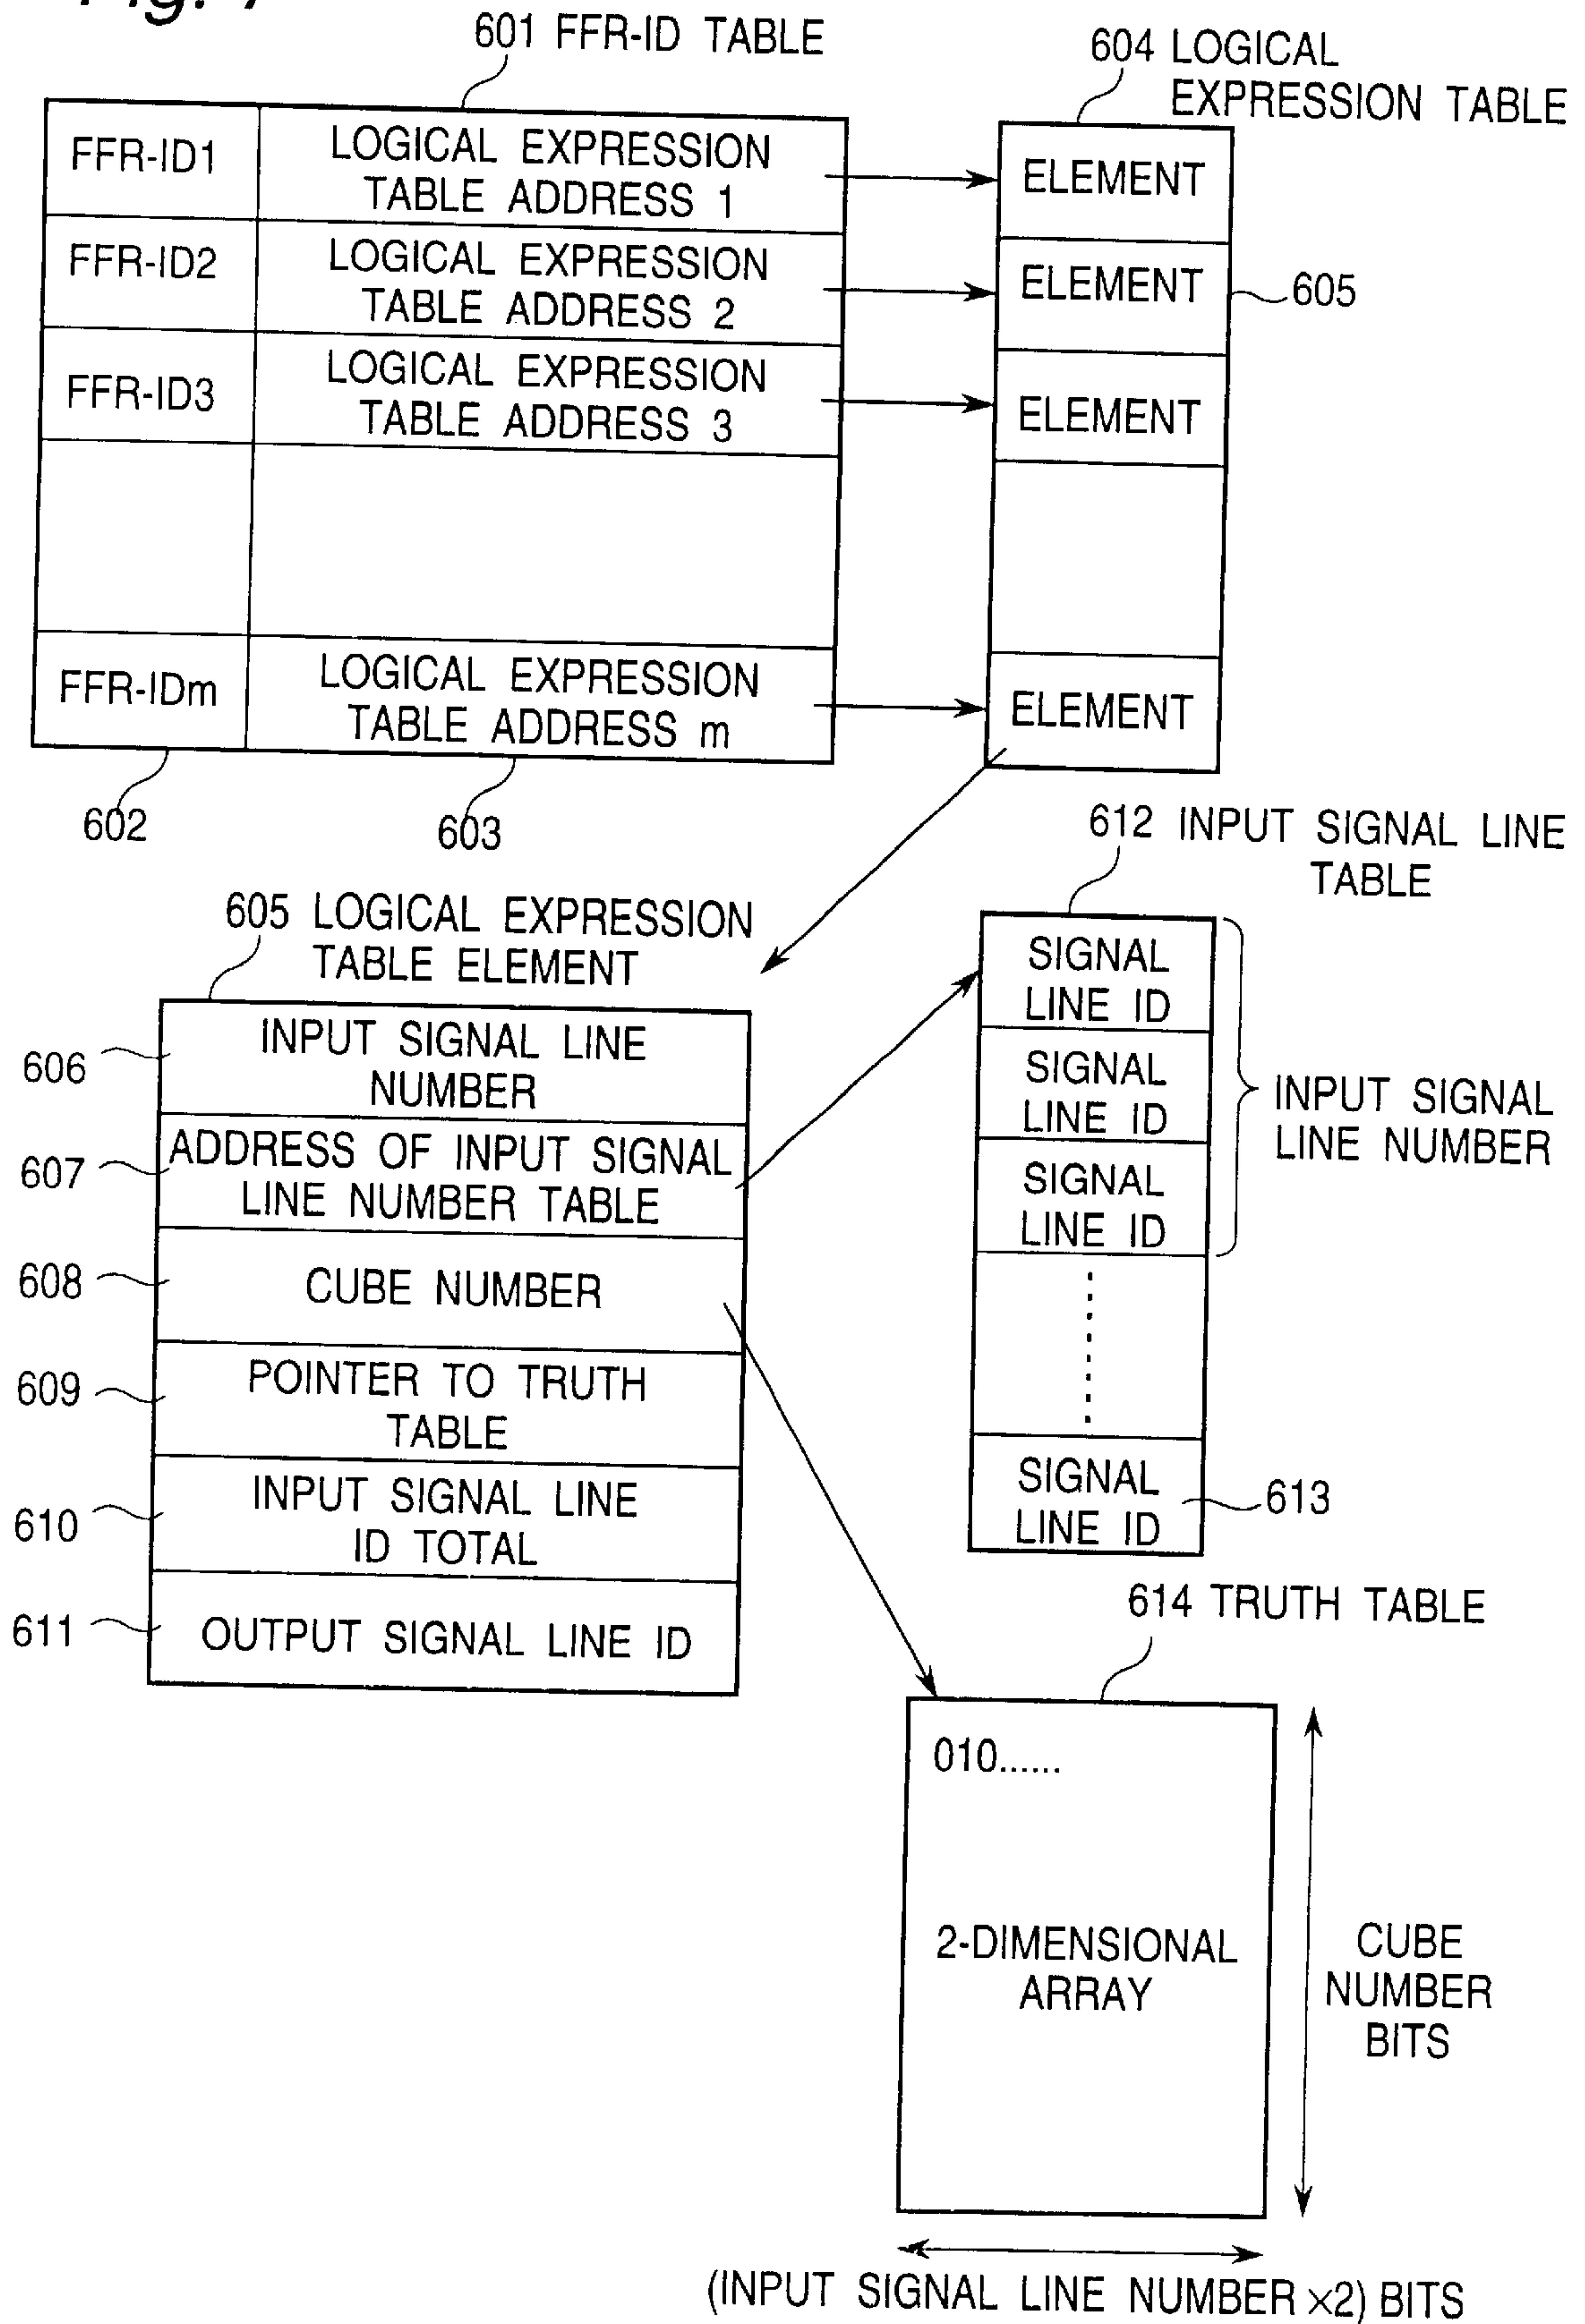 601 FFR-ID TABLE
604 LOGICAL
EXPRESSION TABLE
FFR-ID1
LOGICAL EXPRESSION
TABLE ADDRESS 1
ELEMENT
FFR-ID2
LOGICAL EXPRESSION
TABLE ADDRESS 2
ELEMENT
605
FFR-ID3
LOGICAL EXPRESSION
TABLE ADDRESS 3
ELEMENT
FFR-IDm
LOGICAL EXPRESSION
TABLE ADDRESS m
ELEMENT
602
603
612 INPUT SIGNAL LINE
TABLE
605 LOGICAL EXPRESSION
TABLE ELEMENT
606
INPUT SIGNAL LINE
NUMBER
607
ADDRESS OF INPUT SIGNAL
LINE NUMBER TABLE
608
CUBE NUMBER
609
POINTER TO TRUTH
TABLE
610
INPUT SIGNAL LINE
ID TOTAL
611
OUTPUT SIGNAL LINE ID
SIGNAL
LINE ID
SIGNAL
LINE ID
SIGNAL
LINE ID
INPUT SIGNAL
LINE NUMBER
SIGNAL
LINE ID
613
614 TRUTH TABLE
010......
2-DIMENSIONAL
ARRAY
CUBE
NUMBER
BITS
(INPUT SIGNAL LINE NUMBER ×2) BITS